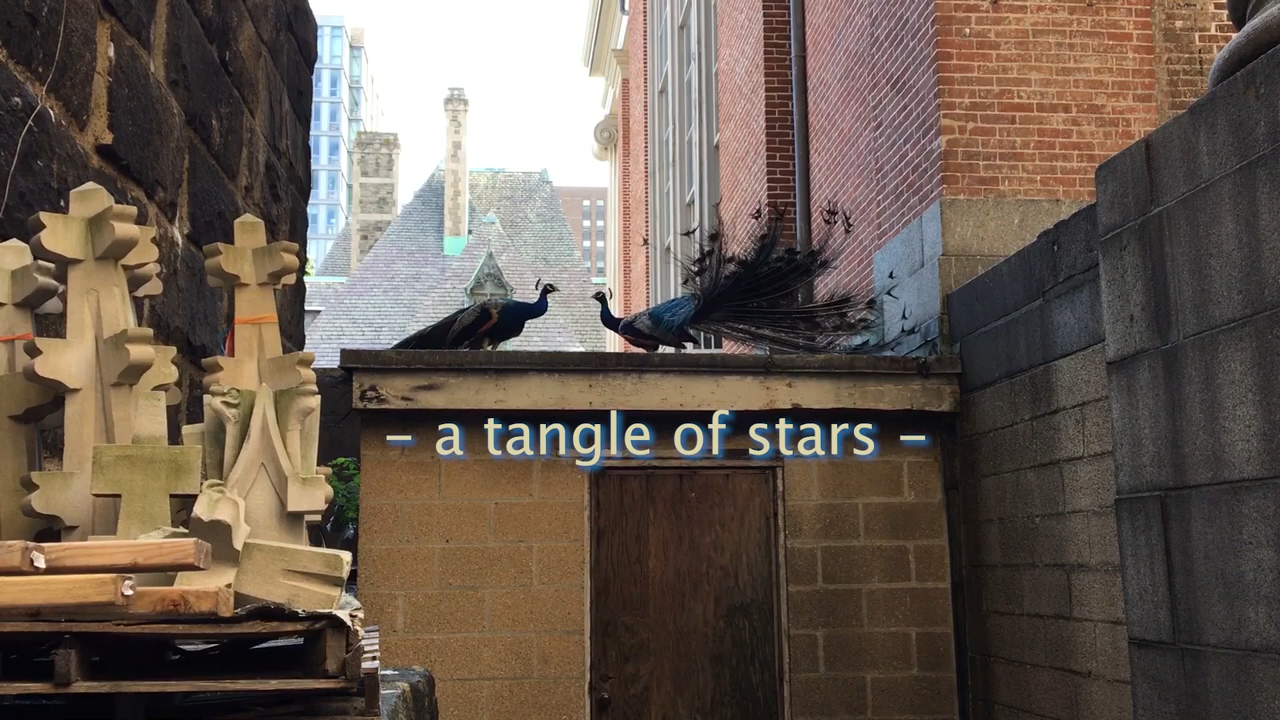 – a tangle of stars –